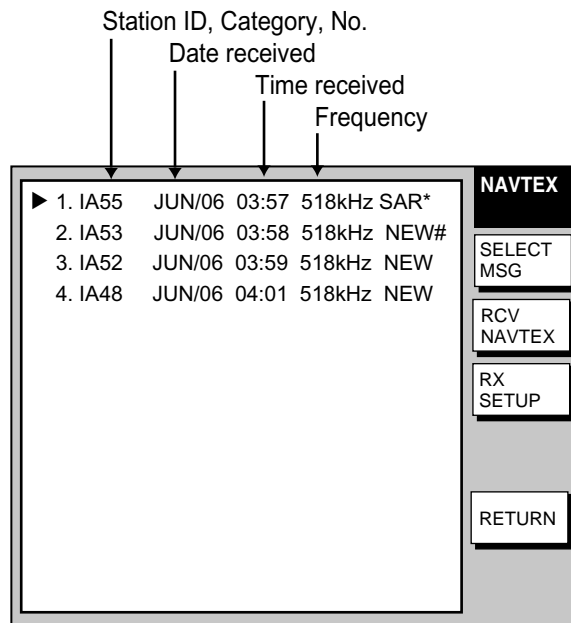 Station ID, Category, No.
Date received
Time received
Frequency
▶ 1. IA55 JUN/06 03:57 518kHz SAR*
2. IA53 JUN/06 03:58 518kHz NEW#
3. IA52 JUN/06 03:59 518kHz NEW
4. IA48 JUN/06 04:01 518kHz NEW
NAVTEX
SELECT
MSG
RCV
NAVTEX
RX
SETUP
RETURN